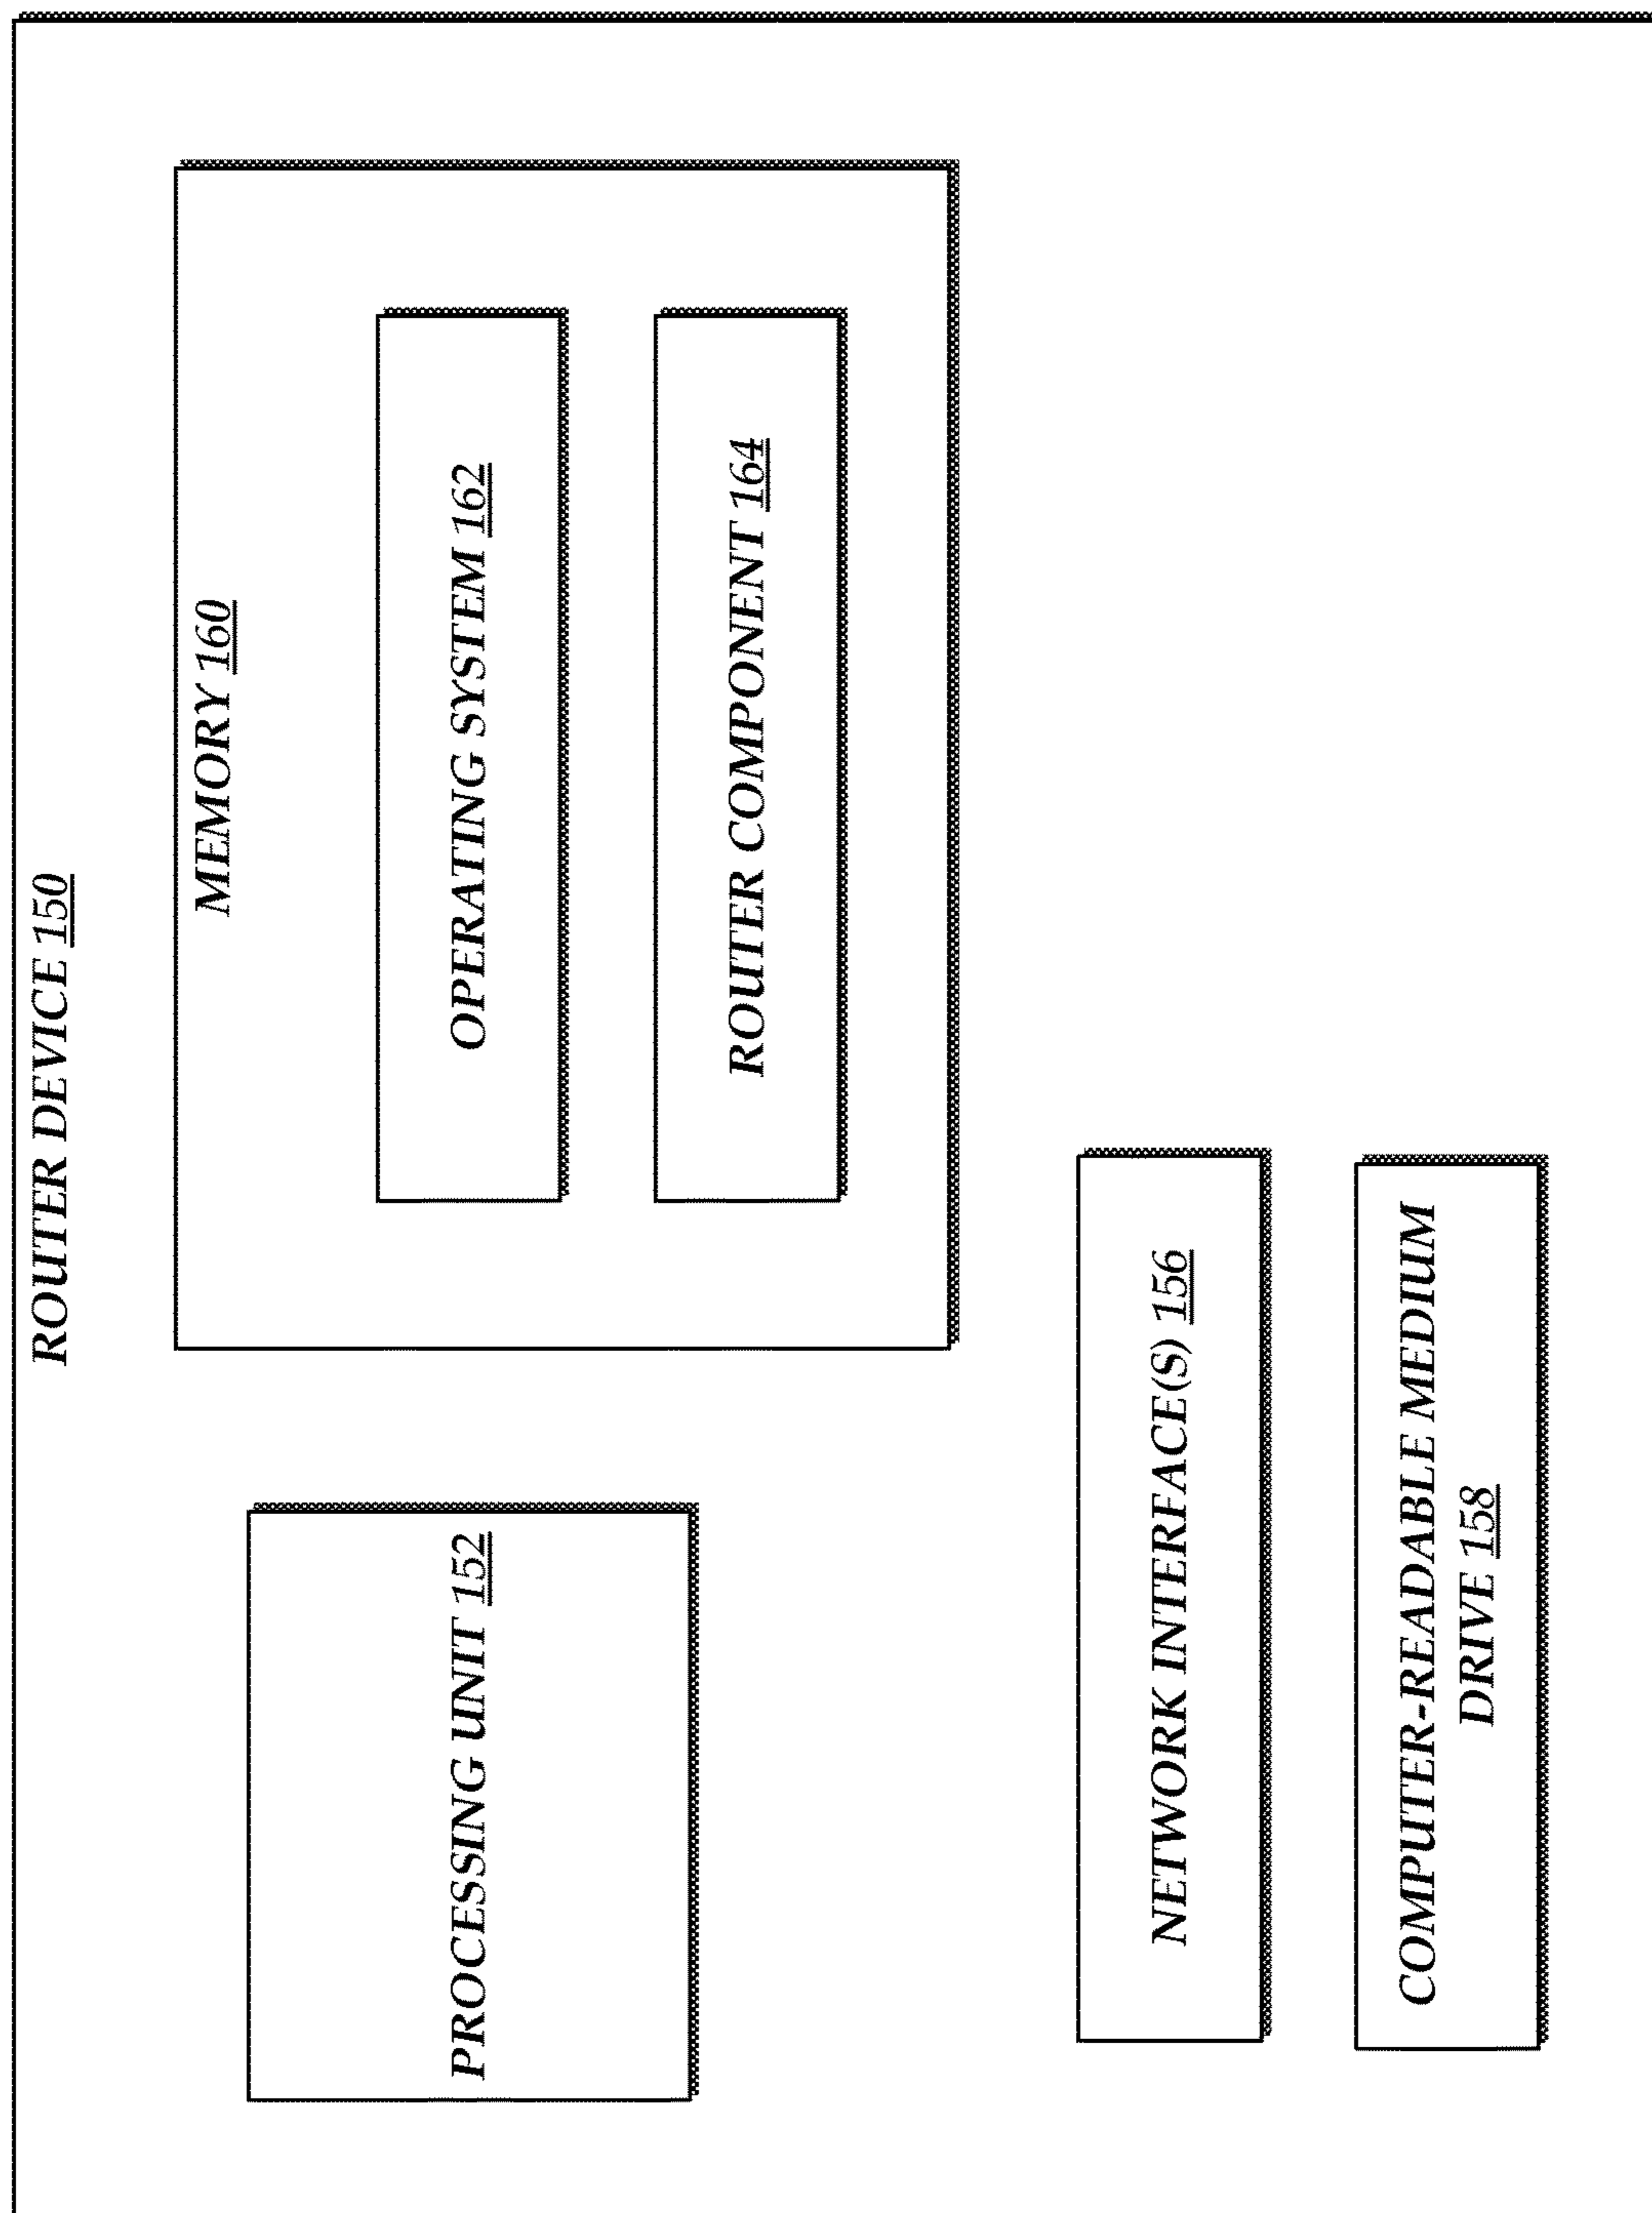 ROUTER DEVICE 150
MEMORY 160
OPERATING SYSTEM 162
ROUTER COMPONENT 164
PROCESSING UNIT 152
NETWORK INTERFACE(S) 156
COMPUTER-READABLE MEDIUM
DRIVE 158